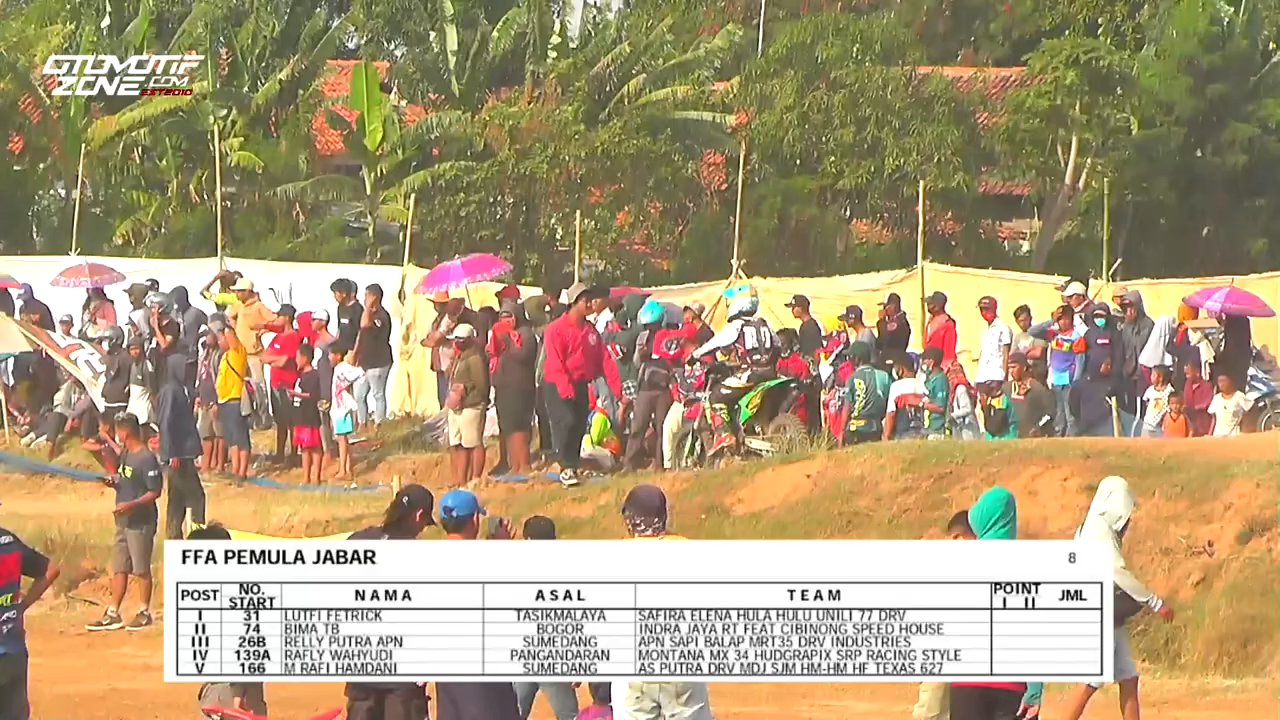 OTOMOTIF
ZONE.COM
EST2010
FFA PEMULA JABAR 8
POST NO. START NAMA ASAL TEAM POINT I II JML
I 31 LUTFI FETRICK TASIKMALAYA SAFIRA ELENA HULA HULU UNILI 77 DRV
II 74 BIMA TB BOGOR INDRA JAYA RT FEAT CIBINONG SPEED HOUSE
III 26B RELLY PUTRA APN SUMEDANG APN SAPI BALAP MRT35 DRV INDUSTRIES
IV 139A RAFLY WAHYUDI PANGANDARAN MONTANA MX 34 HUDGRAPIX SRP RACING STYLE
V 166 M RAFI HAMDANI SUMEDANG AS PUTRA DRV MDJ SJM HM-HM HF TEXAS 627